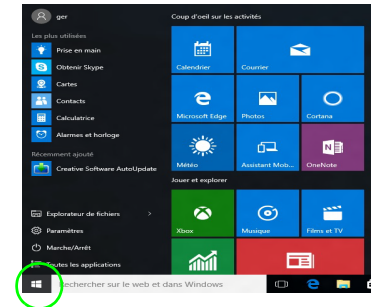 ger
Les plus utilisées
Prise en main
Obtenir Skype
Cartes
Contacts
Calculatrice
Alarmes et horloge
Récemment ajouté
Creative Software AutoUpdate
Explorateur de fichiers
Paramètres
Marche/Arrêt
Toutes les applications
Rechercher sur le web et dans Windows
Coup d'oeil sur les activités
Calendrier
Courrier
Microsoft Edge
Photos
Cortana
Météo
Assistant Mob...
OneNote
Jouer et explorer
Xbox
Musique
Films et TV